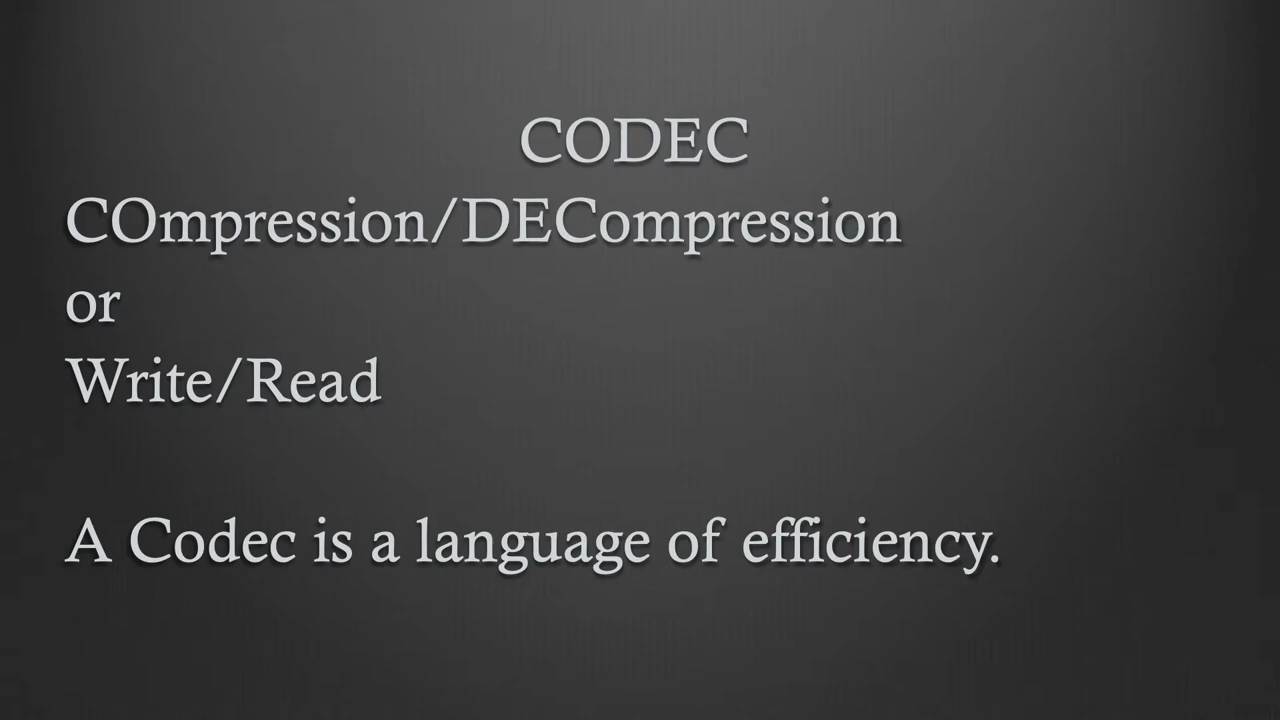 CODEC
COmpression/DECompression
or
Write/Read
A Codec is a language of efficiency.